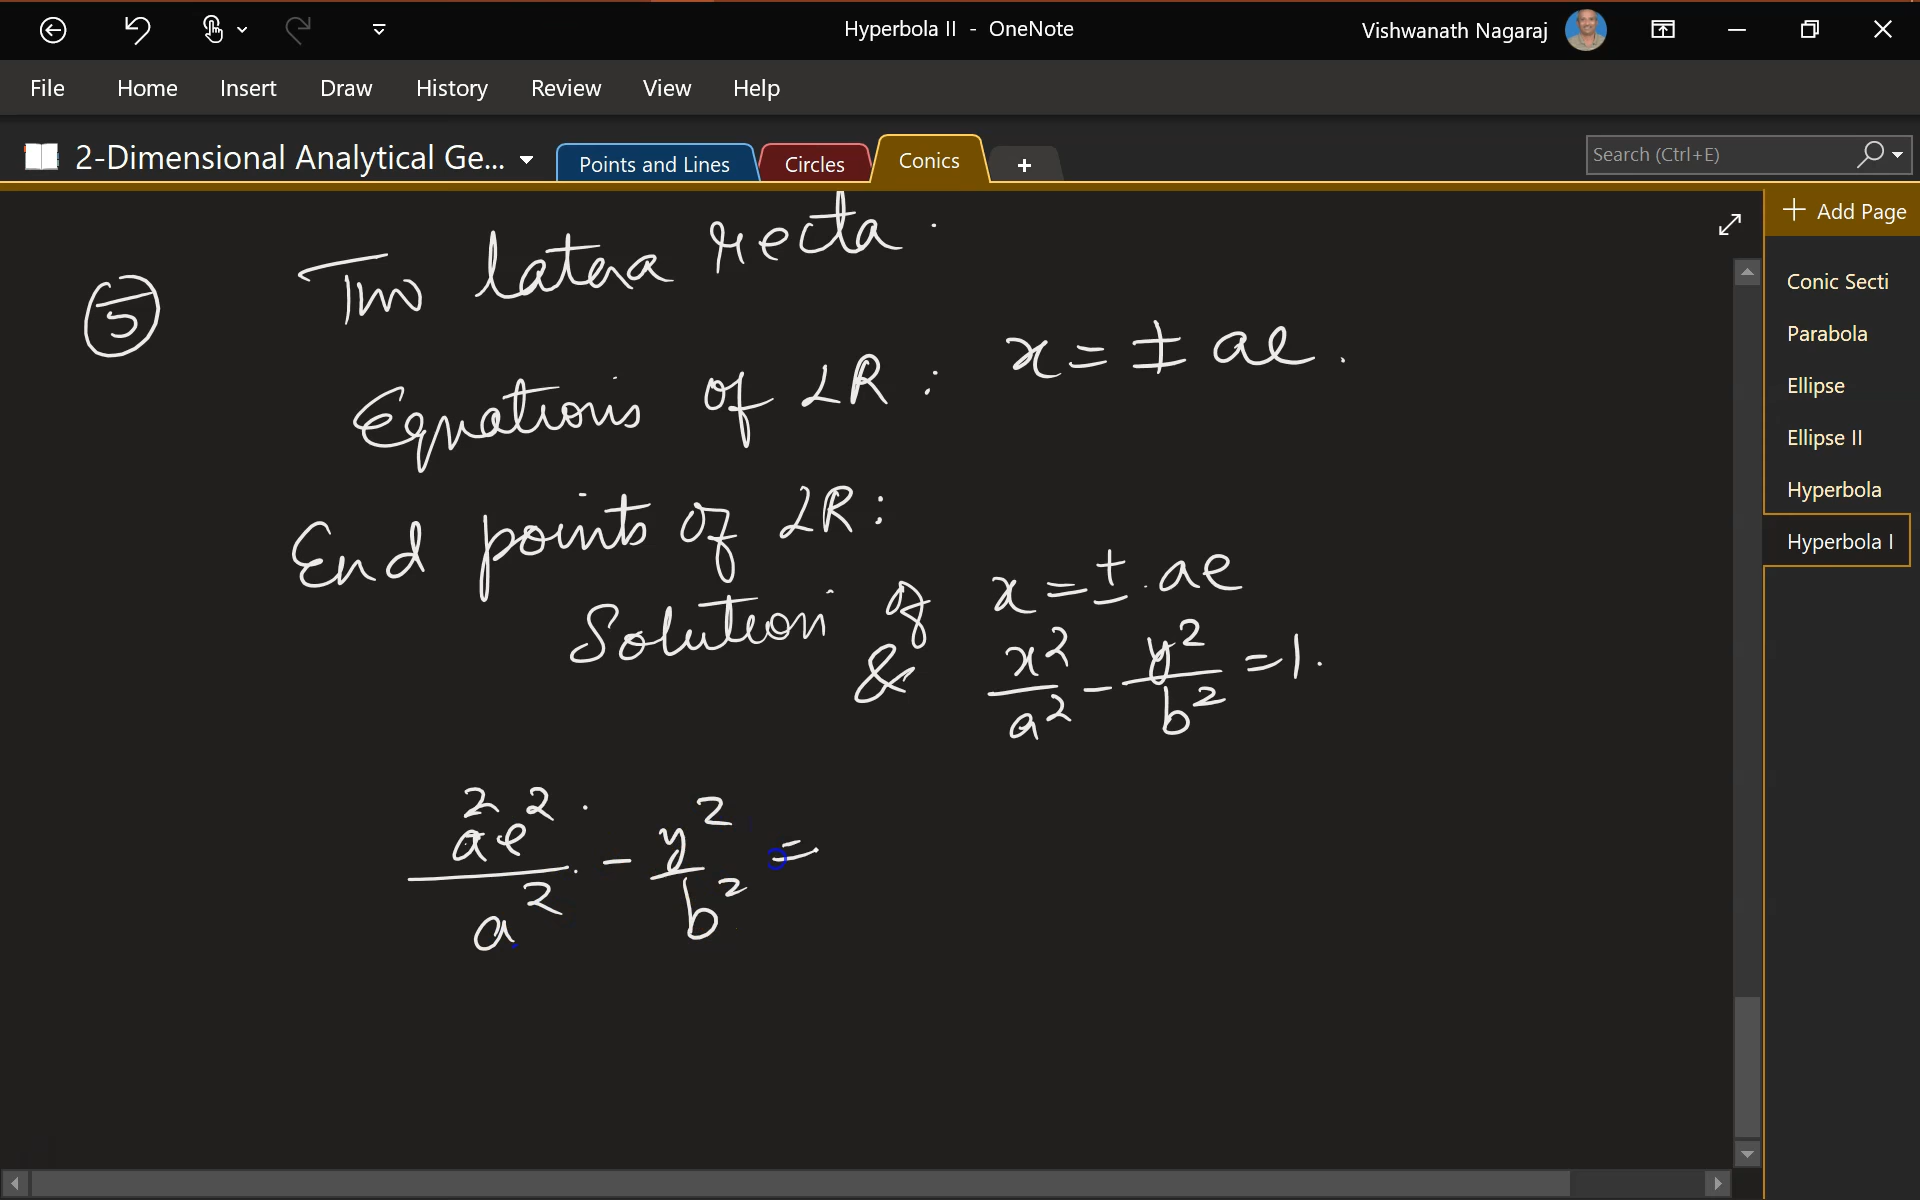 Hyperbola II - OneNote
Vishwanath Nagaraj
File Home Insert Draw History Review View Help
2-Dimensional Analytical Ge...
Points and Lines
Circles
Conics
+
Search (Ctrl+E)
+ Add Page
Conic Secti
Parabola
Ellipse
Ellipse II
Hyperbola
Hyperbola I
⑤ Two latera recta.
Equations of LR: x = ± ae.
End points of LR:
Solution of x = ± ae
& x²/a² - y²/b² = 1.
a²e²/a² - y²/b² =